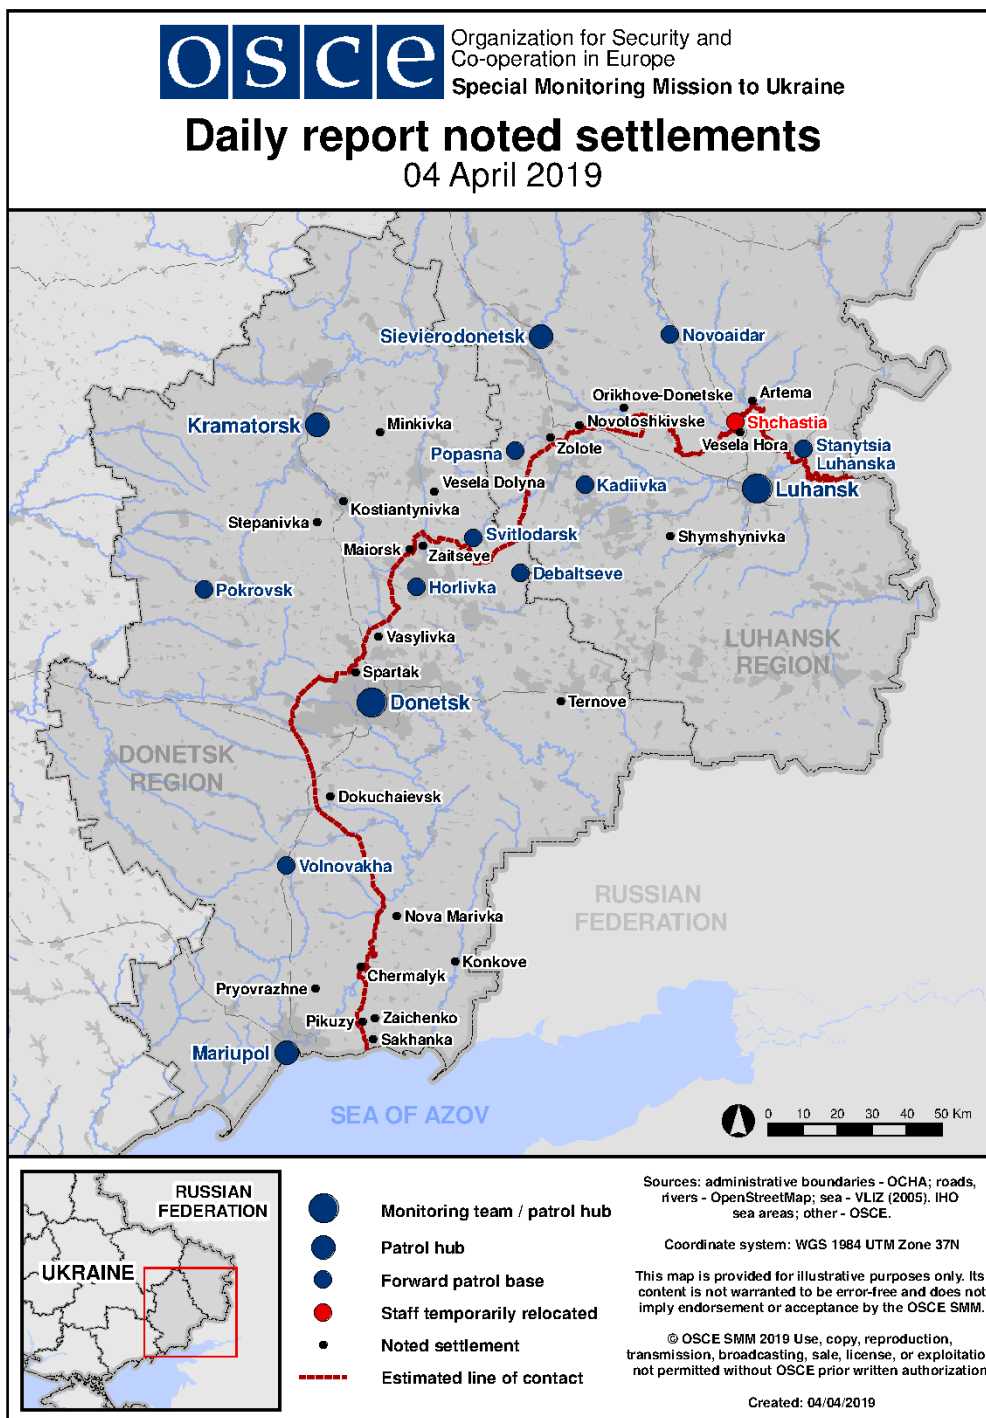 osce
Organization for Security and
Co-operation in Europe
Special Monitoring Mission to Ukraine
Daily report noted settlements
04 April 2019
Sievierodonetsk
Novoaidar
Orikhove-Donetske
Artema
Kramatorsk
Minkivka
Novotoshkivske
Shchastia
Zolote
Vesela Hora
Popasna
Stanytsia
Luhanska
Vesela Dolyna
Kadiivka
Luhansk
Kostiantynivka
Stepanivka
Svitlodarsk
Shymshynivka
Maiorsk
Zaitseve
Debaltseve
Pokrovsk
Horlivka
Vasylivka
LUHANSK
REGION
Spartak
Donetsk
Ternove
DONETSK
REGION
Dokuchaievsk
Volnovakha
RUSSIAN
FEDERATION
Nova Marivka
Konkove
Chermalyk
Pryovrazhne
Pikuzy
Zaichenko
Sakhanka
Mariupol
SEA OF AZOV
0 10 20 30 40 50 Km
RUSSIAN
FEDERATION
UKRAINE
Monitoring team / patrol hub
Patrol hub
Forward patrol base
Staff temporarily relocated
Noted settlement
Estimated line of contact
Sources: administrative boundaries - OCHA; roads,
rivers - OpenStreetMap; sea - VLIZ (2005). IHO
sea areas; other - OSCE.
Coordinate system: WGS 1984 UTM Zone 37N
This map is provided for illustrative purposes only. Its
content is not warranted to be error-free and does not
imply endorsement or acceptance by the OSCE SMM.
© OSCE SMM 2019 Use, copy, reproduction,
transmission, broadcasting, sale, license, or exploitatio
not permitted without OSCE prior written authorization
Created: 04/04/2019